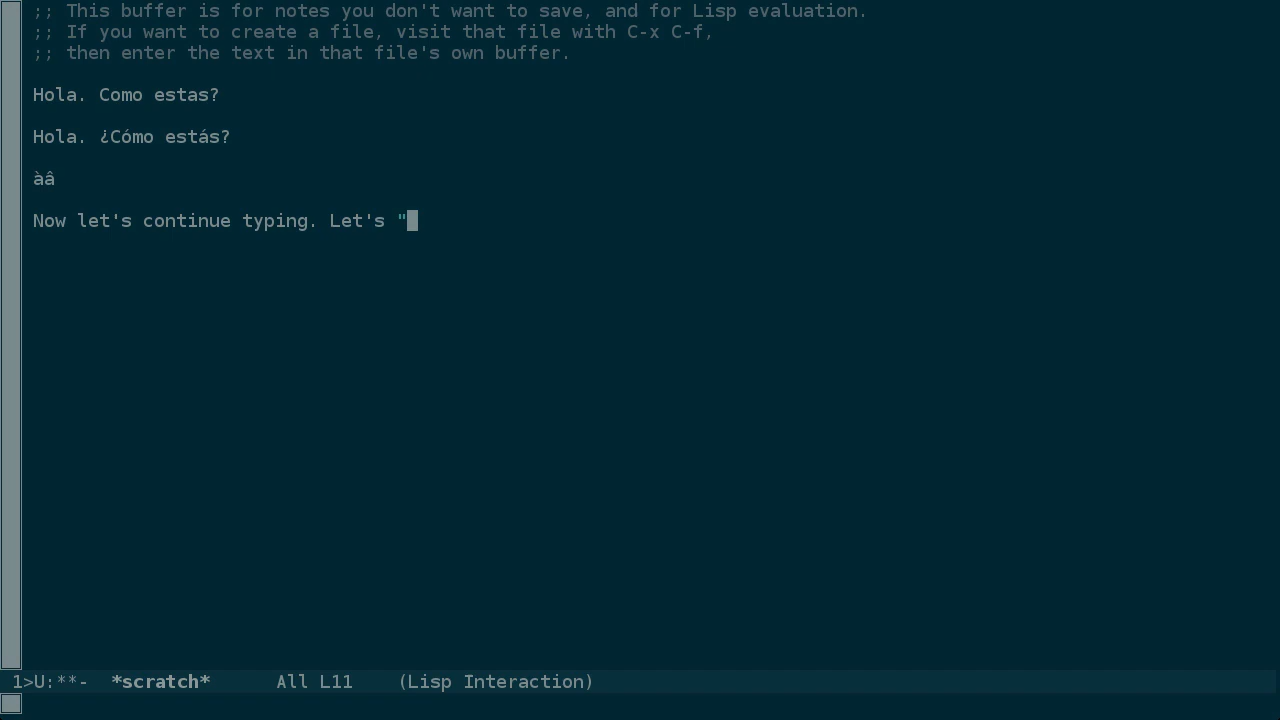 ;; This buffer is for notes you don't want to save, and for Lisp evaluation.
;; If you want to create a file, visit that file with C-x C-f,
;; then enter the text in that file's own buffer.
Hola. Como estas?
Hola. ¿Cómo estás?
àâ
Now let's continue typing. Let's "
1>U:**-  *scratch*      All L11    (Lisp Interaction)